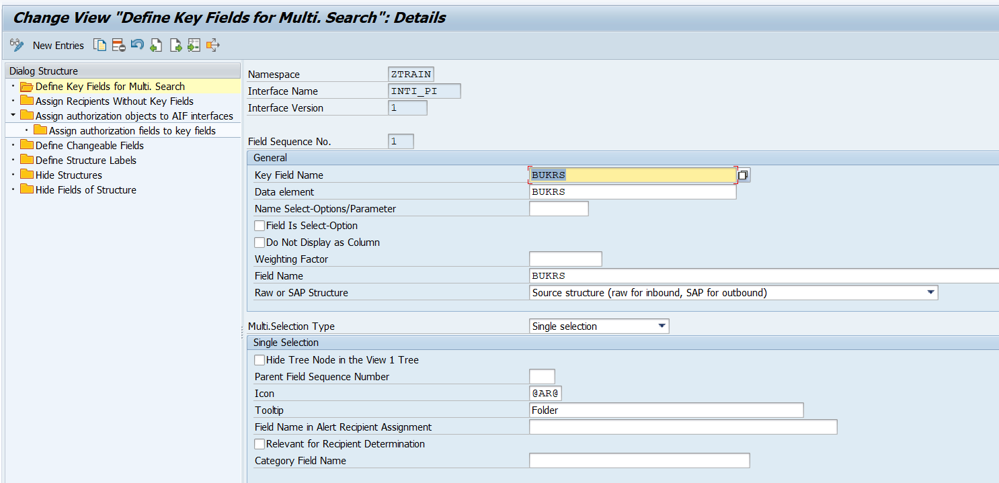 Change View "Define Key Fields for Multi. Search": Details
New Entries
Dialog Structure
Define Key Fields for Multi. Search
Assign Recipients Without Key Fields
Assign authorization objects to AIF interfaces
Assign authorization fields to key fields
Define Changeable Fields
Define Structure Labels
Hide Structures
Hide Fields of Structure
Namespace ZTRAIN
Interface Name INTI_PI
Interface Version 1
Field Sequence No. 1
General
Key Field Name BUKRS
Data element BUKRS
Name Select-Options/Parameter
Field Is Select-Option
Do Not Display as Column
Weighting Factor
Field Name BUKRS
Raw or SAP Structure Source structure (raw for inbound, SAP for outbound)
Multi.Selection Type Single selection
Single Selection
Hide Tree Node in the View 1 Tree
Parent Field Sequence Number
Icon @AR@
Tooltip Folder
Field Name in Alert Recipient Assignment
Relevant for Recipient Determination
Category Field Name